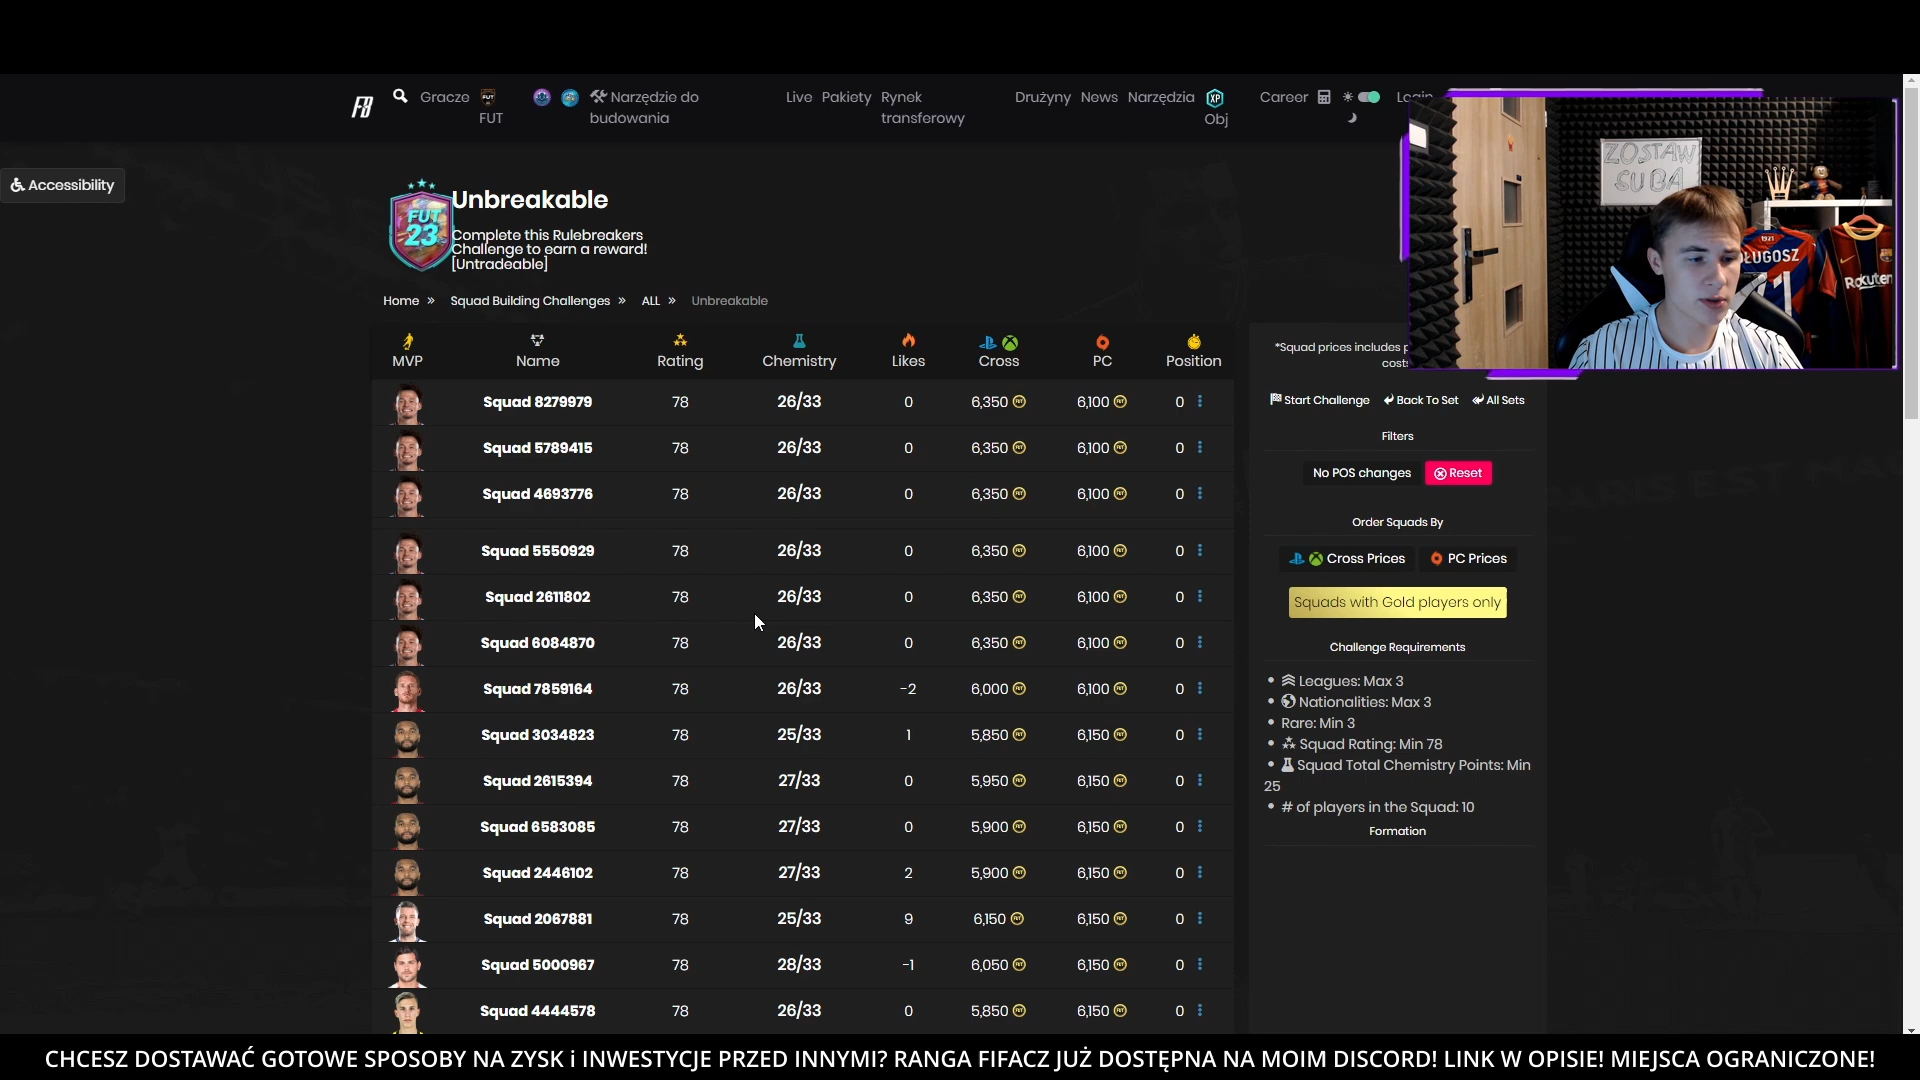 Gracze
FUT
Narzędzie do
budowania
Live Pakiety Rynek
transferowy
Drużyny News Narzędzia
XP
Obj
Career
Login
Accessibility
FUT
23
Unbreakable
Complete this Rulebreakers
Challenge to earn a reward!
[Untradeable]
Home » Squad Building Challenges » ALL » Unbreakable
MVP Name Rating Chemistry Likes Cross PC Position
Squad 8279979 78 26/33 0 6,350 6,100 0
Squad 5789415 78 26/33 0 6,350 6,100 0
Squad 4693776 78 26/33 0 6,350 6,100 0
Squad 5550929 78 26/33 0 6,350 6,100 0
Squad 2611802 78 26/33 0 6,350 6,100 0
Squad 6084870 78 26/33 0 6,350 6,100 0
Squad 7859164 78 26/33 -2 6,000 6,100 0
Squad 3034823 78 25/33 1 5,850 6,150 0
Squad 2615394 78 27/33 0 5,950 6,150 0
Squad 6583085 78 27/33 0 5,900 6,150 0
Squad 2446102 78 27/33 2 5,900 6,150 0
Squad 2067881 78 25/33 9 6,150 6,150 0
Squad 5000967 78 28/33 -1 6,050 6,150 0
Squad 4444578 78 26/33 0 5,850 6,150 0
*Squad prices includes
Start Challenge Back To Set All Sets
Filters
No POS changes Reset
Order Squads By
Cross Prices PC Prices
Squads with Gold players only
Challenge Requirements
Leagues: Max 3
Nationalities: Max 3
Rare: Min 3
Squad Rating: Min 78
Squad Total Chemistry Points: Min
25
# of players in the Squad: 10
Formation
ZOSTAW
SUBA
1921
ŁUGOSZ
Rakuten
CHCESZ DOSTAWAĆ GOTOWE SPOSOBY NA ZYSK i INWESTYCJE PRZED INNYMI? RANGA FIFACZ JUŻ DOSTĘPNA NA MOIM DISCORD! LINK W OPISIE! MIEJSCA OGRANICZONE!